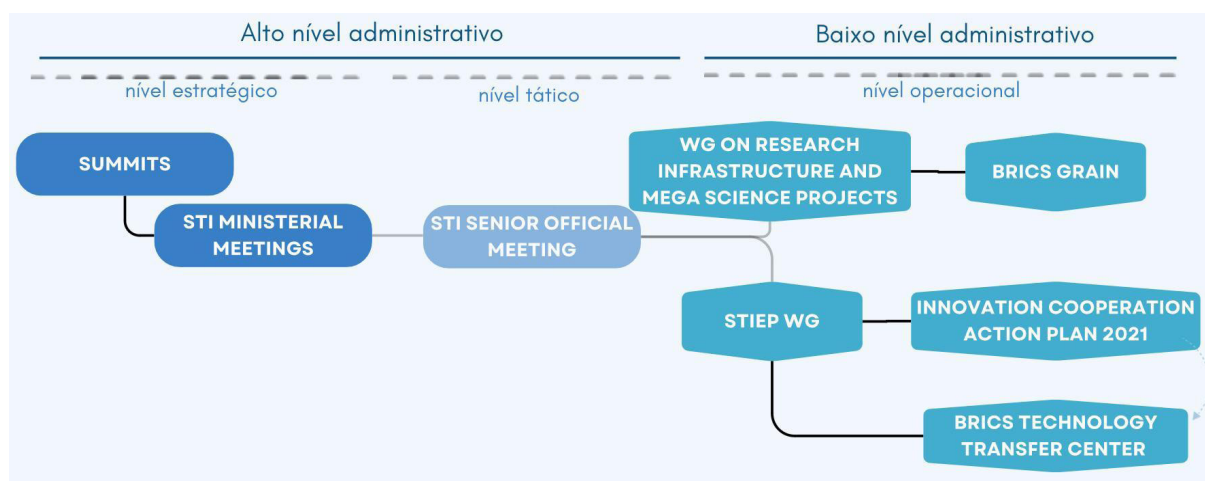 Alto nível administrativo
Baixo nível administrativo
nível estratégico
nível tático
nível operacional
SUMMITS
STI MINISTERIAL
MEETINGS
STI SENIOR OFFICIAL
MEETING
WG ON RESEARCH
INFRASTRUCTURE AND
MEGA SCIENCE PROJECTS
BRICS GRAIN
STIEP WG
INNOVATION COOPERATION
ACTION PLAN 2021
BRICS TECHNOLOGY
TRANSFER CENTER